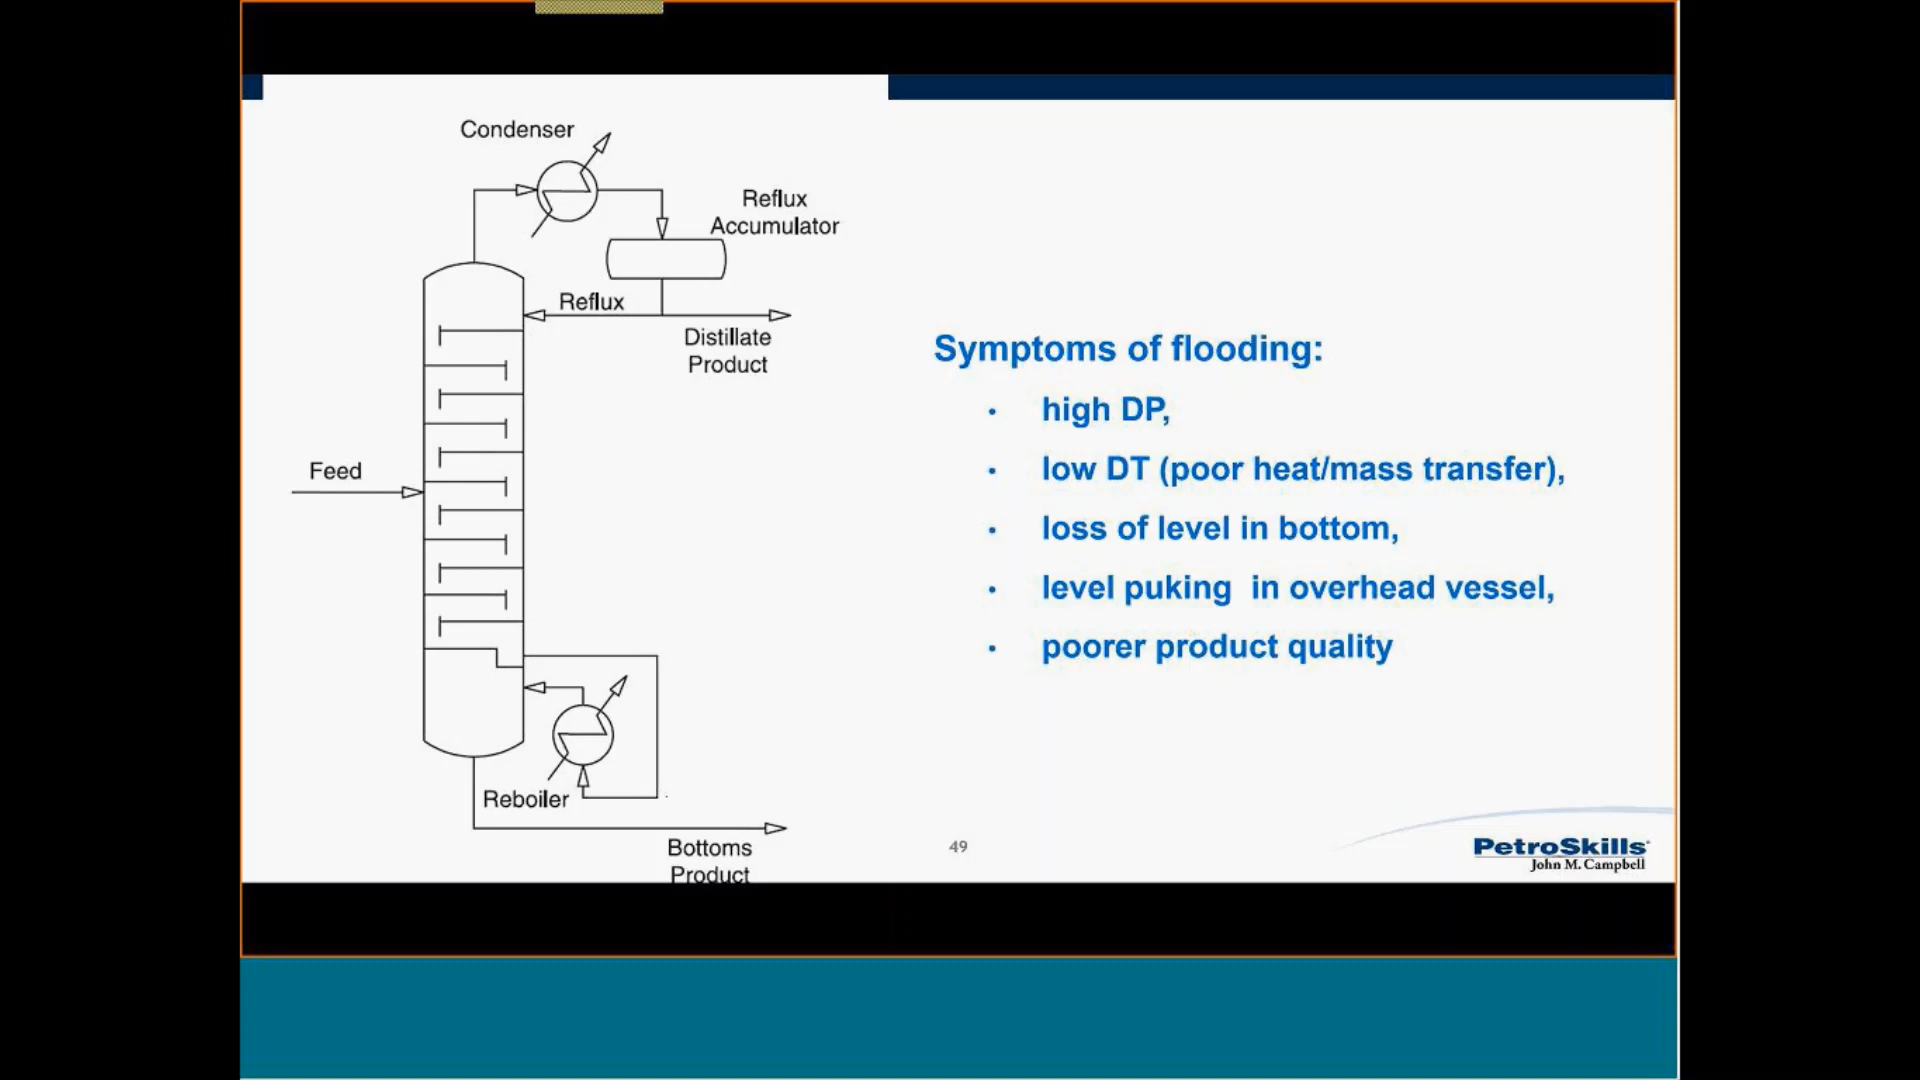 Condenser
Reflux
Accumulator
Reflux
Distillate
Product
Feed
Reboiler
Bottoms
Product
Symptoms of flooding:
• high DP,
• low DT (poor heat/mass transfer),
• loss of level in bottom,
• level puking  in overhead vessel,
• poorer product quality
49
PetroSkills
John M. Campbell